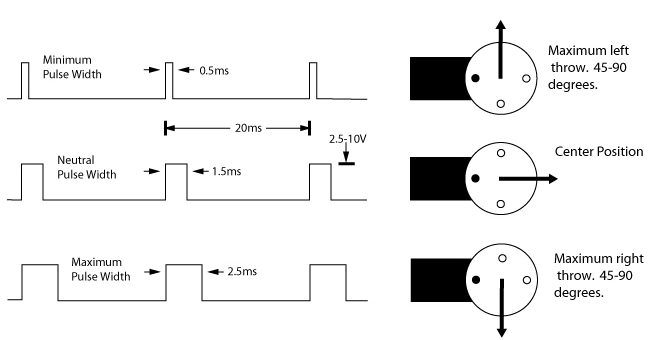 Minimum
Pulse Width
0.5ms
Maximum left
throw. 45-90
degrees.
20ms
2.5-10V
Neutral
Pulse Width
1.5ms
Center Position
Maximum
Pulse Width
2.5ms
Maximum right
throw. 45-90
degrees.